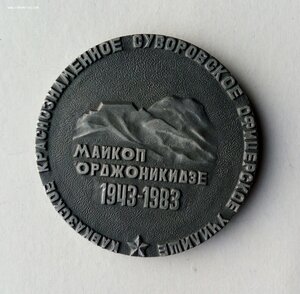 КАВКАЗСКОЕ КРАСНОЗНАМЕННОЕ СУВОРОВСКОЕ ОФИЦЕРСКОЕ УЧИЛИЩЕ
МАЙКОП
ОРДЖОНИКИДЗЕ
1943-1983